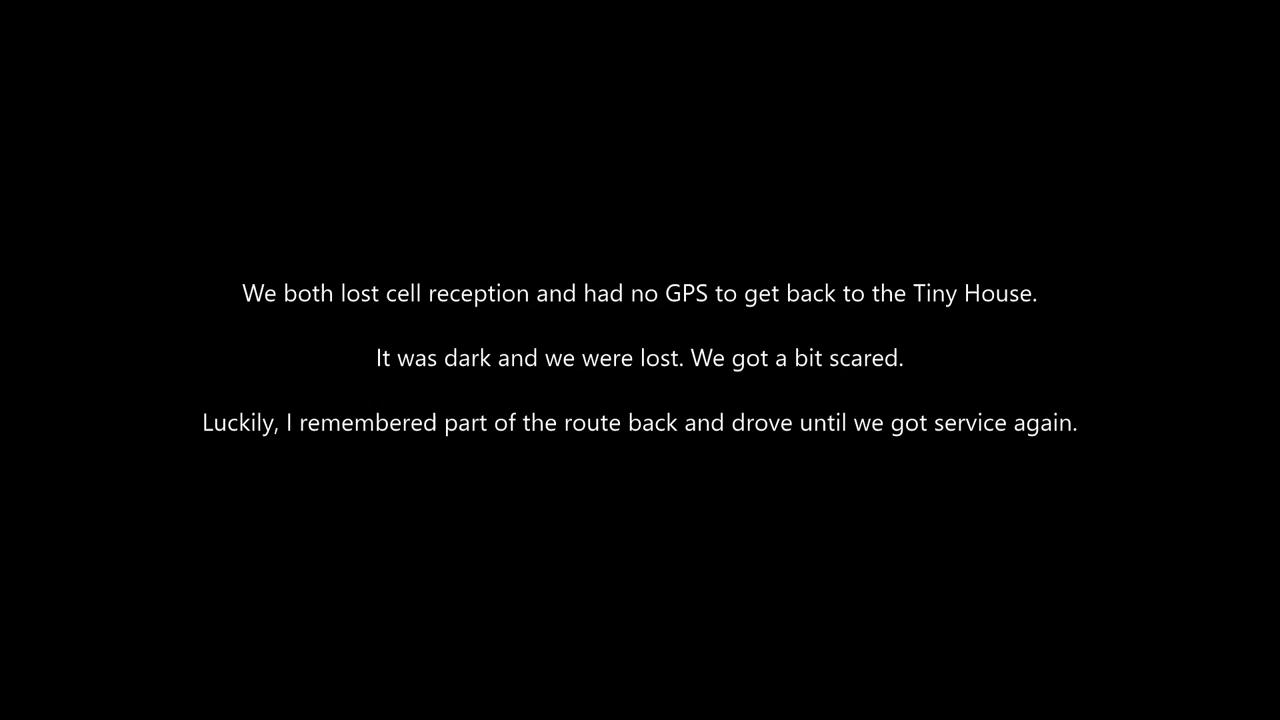 We both lost cell reception and had no GPS to get back to the Tiny House.
It was dark and we were lost. We got a bit scared.
Luckily, I remembered part of the route back and drove until we got service again.